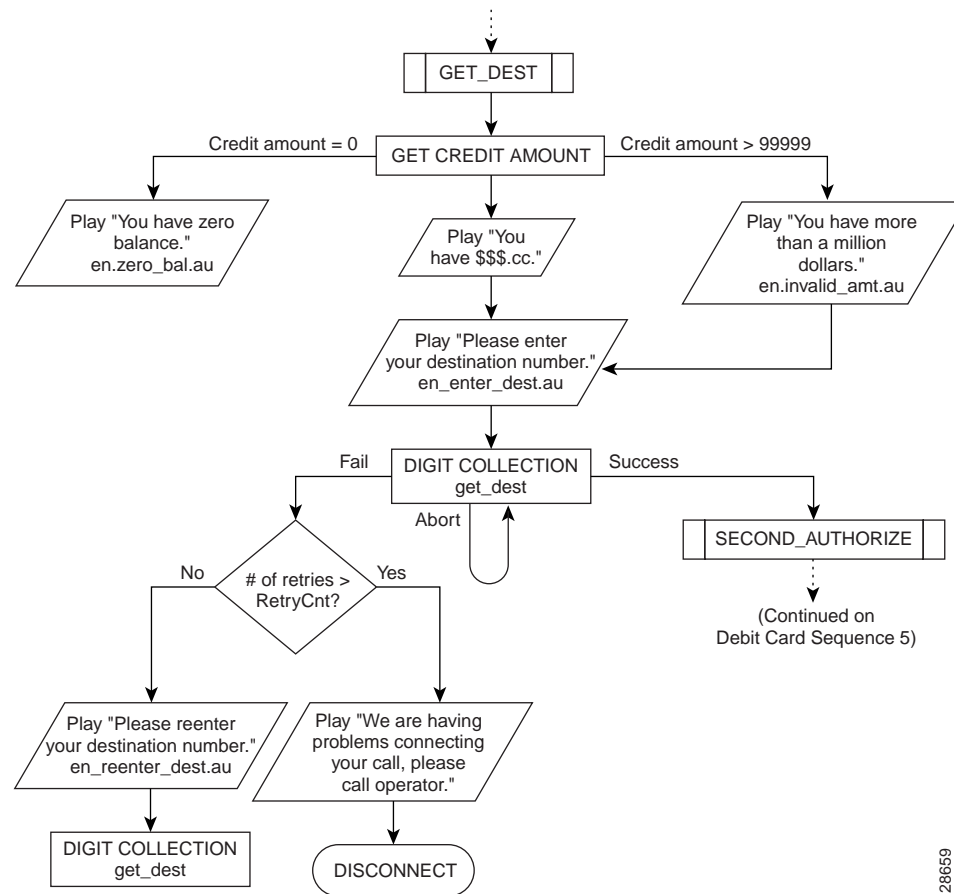 GET_DEST
Credit amount = 0
GET CREDIT AMOUNT
Credit amount > 99999
Play "You have zero
balance."
en.zero_bal.au
Play "You
have $$$.cc."
Play "You have more
than a million
dollars."
en.invalid_amt.au
Play "Please enter
your destination number."
en_enter_dest.au
Fail
DIGIT COLLECTION
get_dest
Success
Abort
SECOND_AUTHORIZE
(Continued on
Debit Card Sequence 5)
No
# of retries >
RetryCnt?
Yes
Play "Please reenter
your destination number."
en_reenter_dest.au
Play "We are having
problems connecting
your call, please
call operator."
DIGIT COLLECTION
get_dest
DISCONNECT
28659